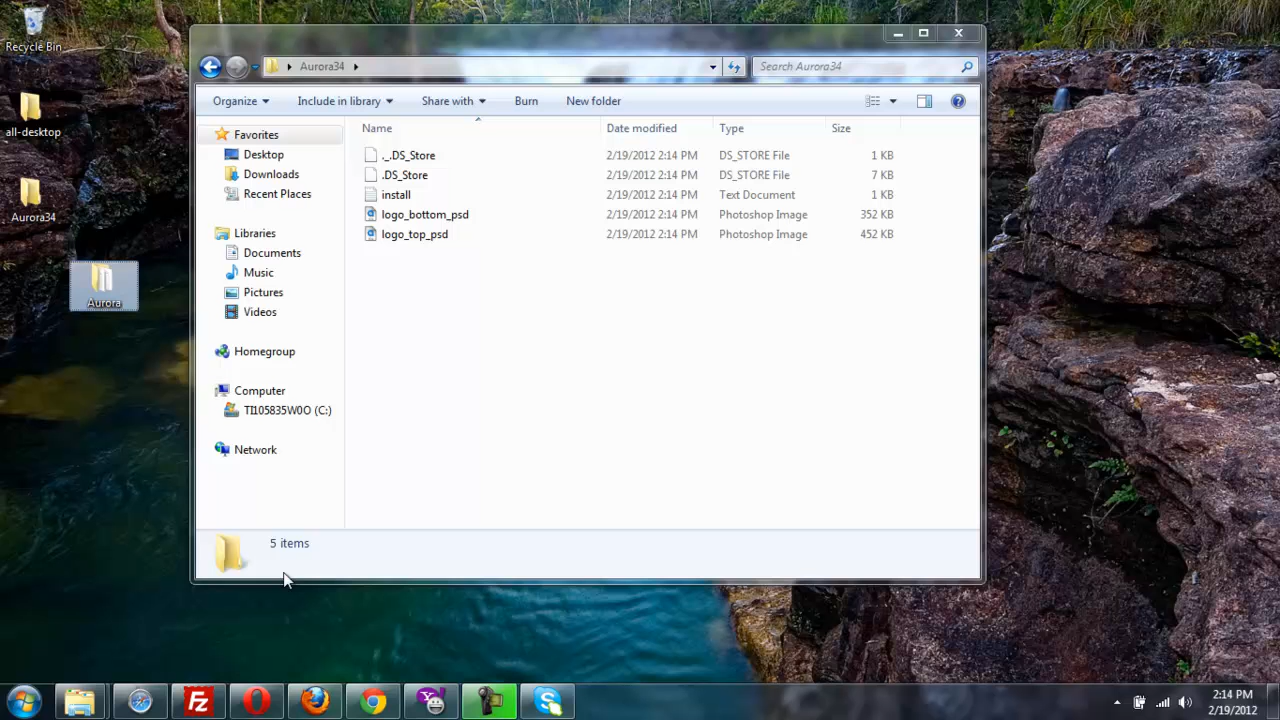 Recycle Bin
all-desktop
Aurora34
Aurora
Aurora34
Search Aurora34
Organize
Include in library
Share with
Burn
New folder
Favorites
Desktop
Downloads
Recent Places
Libraries
Documents
Music
Pictures
Videos
Homegroup
Computer
TI105835W0O (C:)
Network
Name Date modified Type Size
._.DS_Store 2/19/2012 2:14 PM DS_STORE File 1 KB
.DS_Store 2/19/2012 2:14 PM DS_STORE File 7 KB
install 2/19/2012 2:14 PM Text Document 1 KB
logo_bottom_psd 2/19/2012 2:14 PM Photoshop Image 352 KB
logo_top_psd 2/19/2012 2:14 PM Photoshop Image 452 KB
5 items
Fz
2:14 PM
2/19/2012